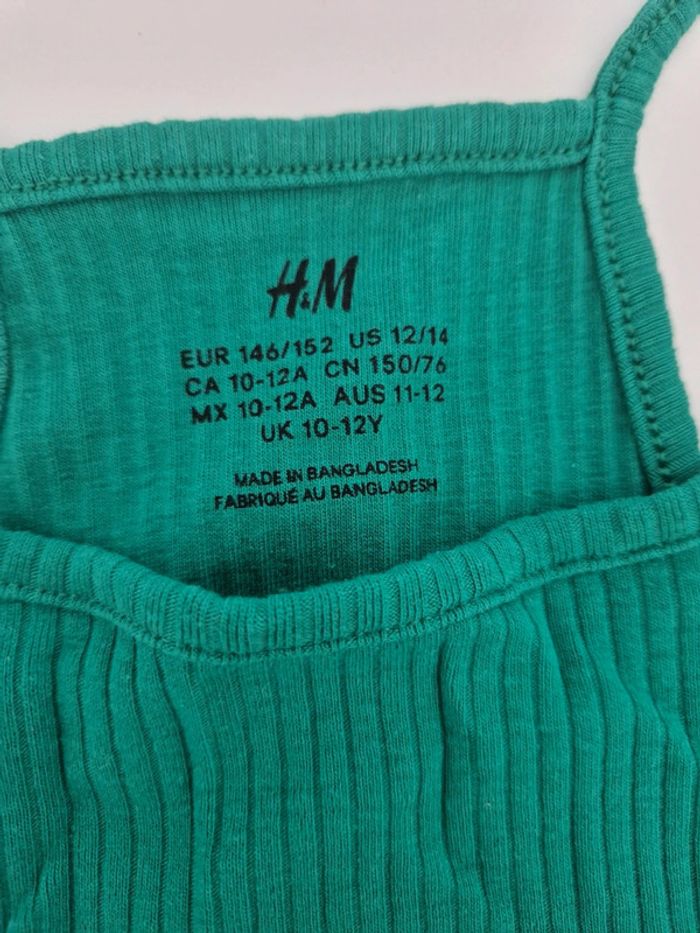 H&M
EUR 146/152 US 12/14
CA 10-12A CN 150/76
MX 10-12A AUS 11-12
UK 10-12Y
MADE IN BANGLADESH
FABRIQUÉ AU BANGLADESH